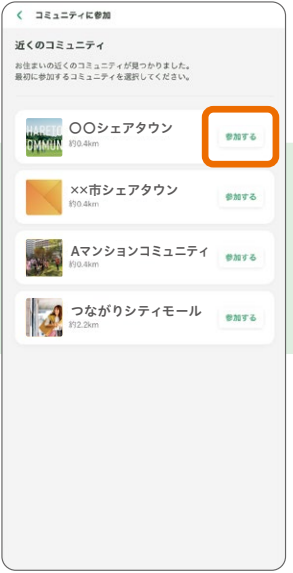 コミュニティに参加
近くのコミュニティ
お住まいの近くのコミュニティが見つかりました。
最初に参加するコミュニティを選択してください。
〇〇シェアタウン
約0.4km
参加する
××市シェアタウン
約0.4km
参加する
Aマンションコミュニティ
約0.4km
参加する
つながりシティモール
約2.2km
参加する